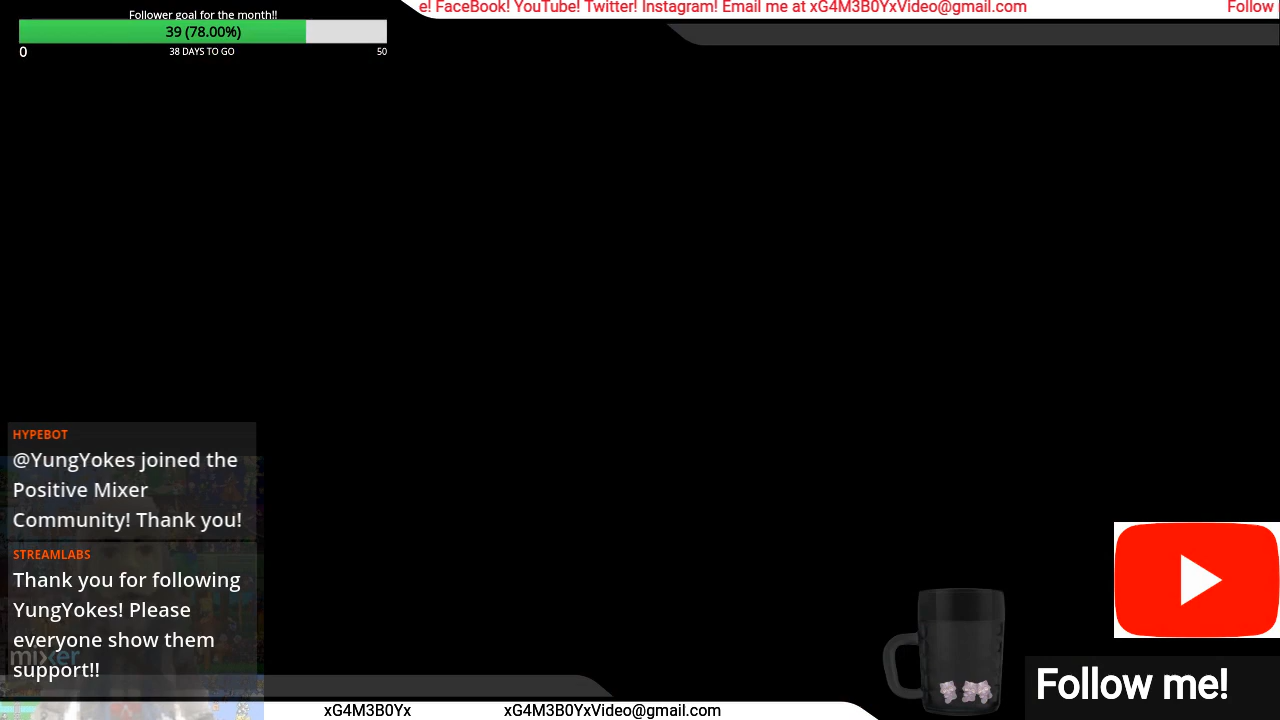 Follower goal for the month!!
39 (78.00%)
0
38 DAYS TO GO
50
e! FaceBook! YouTube! Twitter! Instagram! Email me at xG4M3B0YxVideo@gmail.com
Follow
HYPEBOT
@YungYokes joined the
Positive Mixer
Community! Thank you!
STREAMLABS
Thank you for following
YungYokes! Please
everyone show them
support!!
mixer
Follow me!
xG4M3B0Yx
xG4M3B0YxVideo@gmail.com